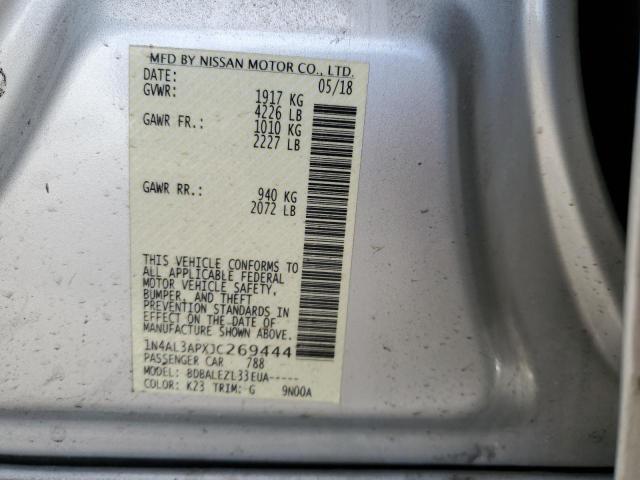 MFD BY NISSAN MOTOR CO., LTD.
DATE: 05/18
GVWR: 1917 KG
4226 LB
GAWR FR.: 1010 KG
2227 LB
GAWR RR.: 940 KG
2072 LB
THIS VEHICLE CONFORMS TO
ALL APPLICABLE FEDERAL
MOTOR VEHICLE SAFETY,
BUMPER, AND THEFT
PREVENTION STANDARDS IN
EFFECT ON THE DATE OF
MANUFACTURE SHOWN ABOVE.
1N4AL3APXJC269444
PASSENGER CAR 788
MODEL: BDBALEZL33EUA-----
COLOR: K23 TRIM: G 9N00A